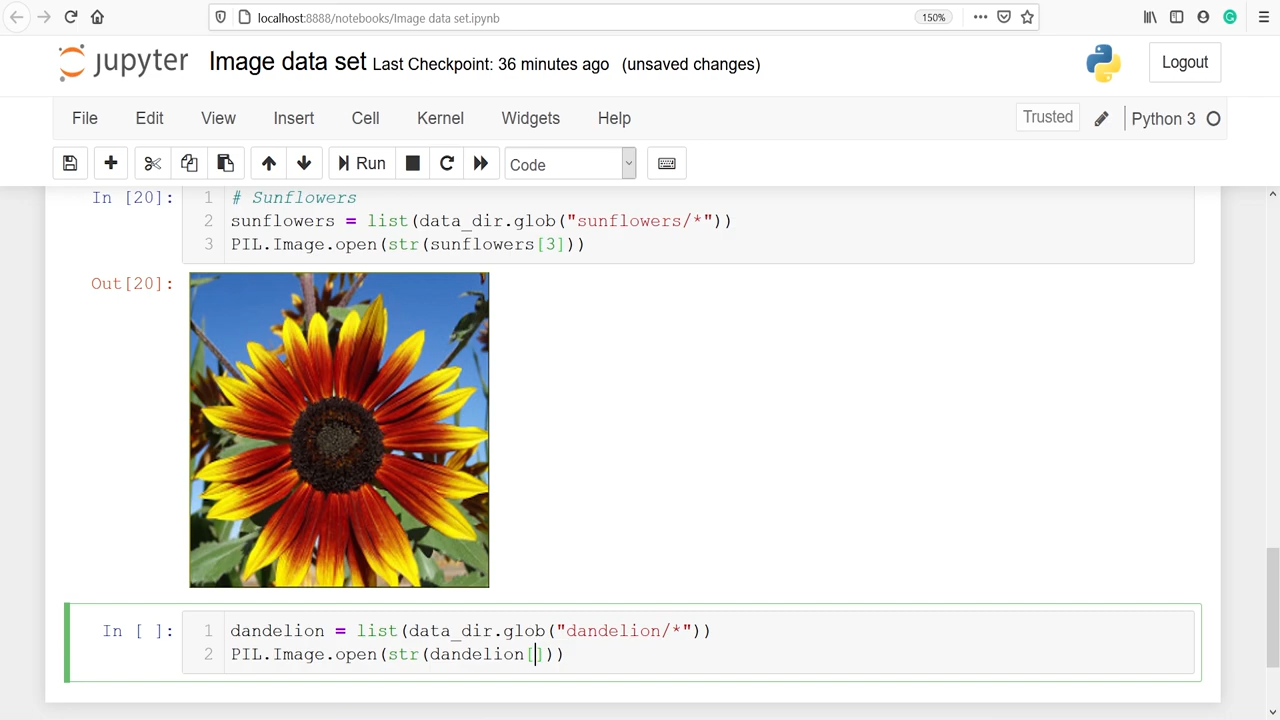 localhost:8888/notebooks/Image data set.ipynb
150%
jupyter Image data set Last Checkpoint: 36 minutes ago (unsaved changes)
Logout
File Edit View Insert Cell Kernel Widgets Help
Trusted Python 3
Run Code
In [20]: 1 # Sunflowers
2 sunflowers = list(data_dir.glob("sunflowers/*"))
3 PIL.Image.open(str(sunflowers[3]))
Out[20]:
In [ ]: 1 dandelion = list(data_dir.glob("dandelion/*"))
2 PIL.Image.open(str(dandelion[]))